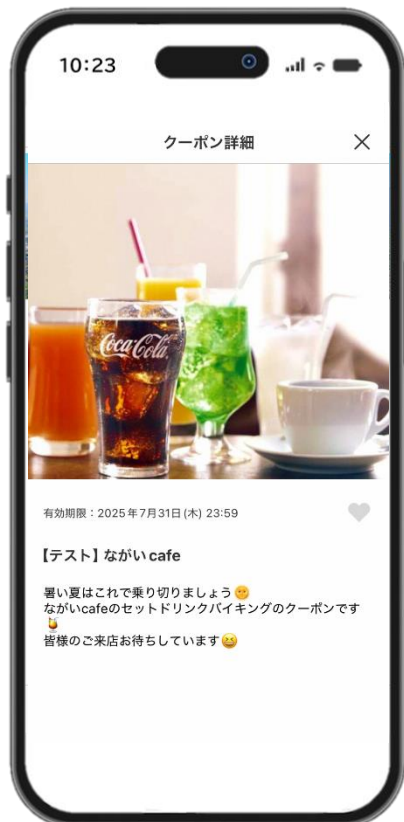 10:23
クーポン詳細
Coca-Cola
有効期限：2025年7月31日(木) 23:59
【テスト】ながいcafe
暑い夏はこれで乗り切りましょう🌞
ながいcafeのセットドリンクバイキングのクーポンです
🍹
皆様のご来店お待ちしています😆